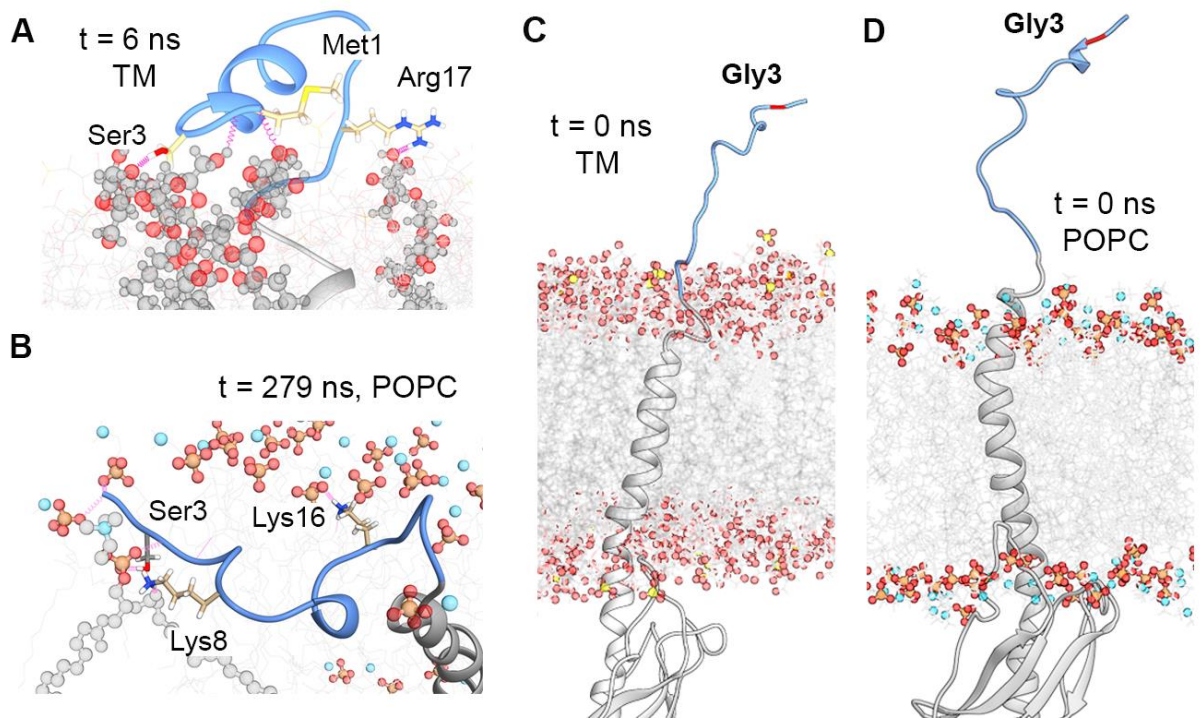 A
t = 6 ns
TM
Met1
Arg17
Ser3
B
t = 279 ns, POPC
Ser3
Lys16
Lys8
C
Gly3
t = 0 ns
TM
D
Gly3
t = 0 ns
POPC